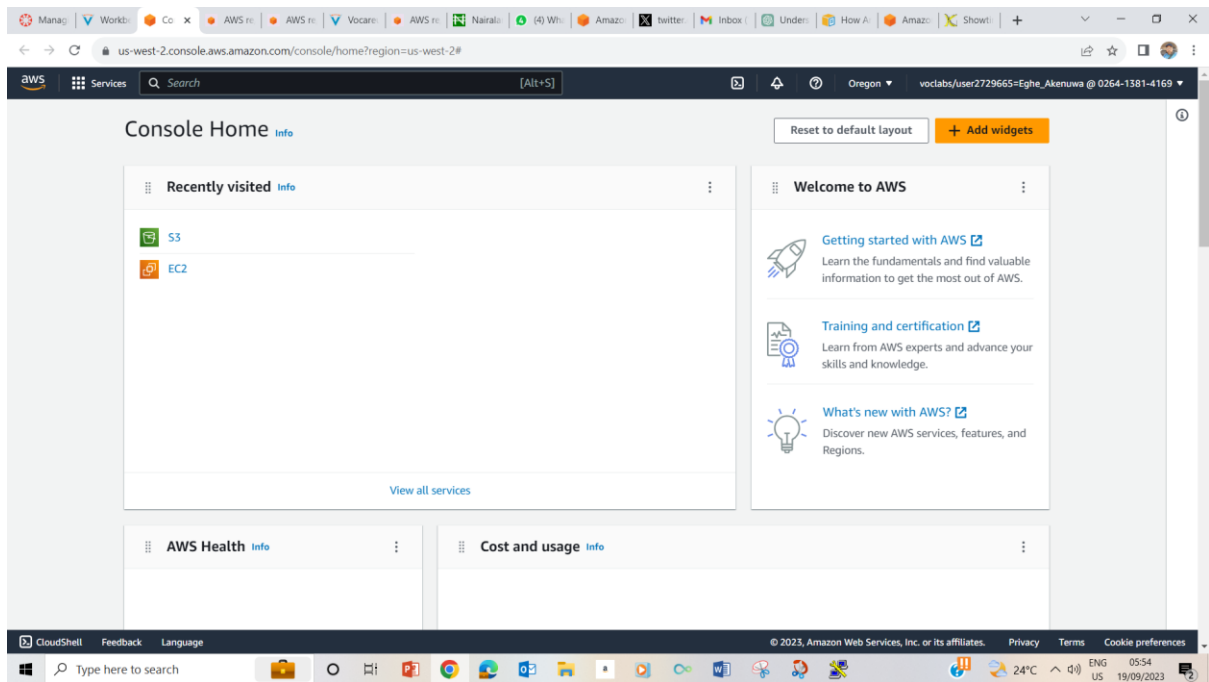 Manag
Workb
Co
AWS re
AWS re
Vocare
AWS re
Nairala
(4) Wh
Amazo
twitter.
Inbox (
Unders
How A
Amazo
Showti
us-west-2.console.aws.amazon.com/console/home?region=us-west-2#
aws
Services
Search
[Alt+S]
Oregon
voclabs/user2729665=Eghe_Akenuwa @ 0264-1381-4169
Console Home Info
Reset to default layout
+ Add widgets
Recently visited Info
S3
EC2
View all services
Welcome to AWS
Getting started with AWS
Learn the fundamentals and find valuable
information to get the most out of AWS.
Training and certification
Learn from AWS experts and advance your
skills and knowledge.
What's new with AWS?
Discover new AWS services, features, and
Regions.
AWS Health Info
Cost and usage Info
CloudShell
Feedback
Language
© 2023, Amazon Web Services, Inc. or its affiliates.
Privacy
Terms
Cookie preferences
Type here to search
24°C
ENG
US
05:54
19/09/2023
2